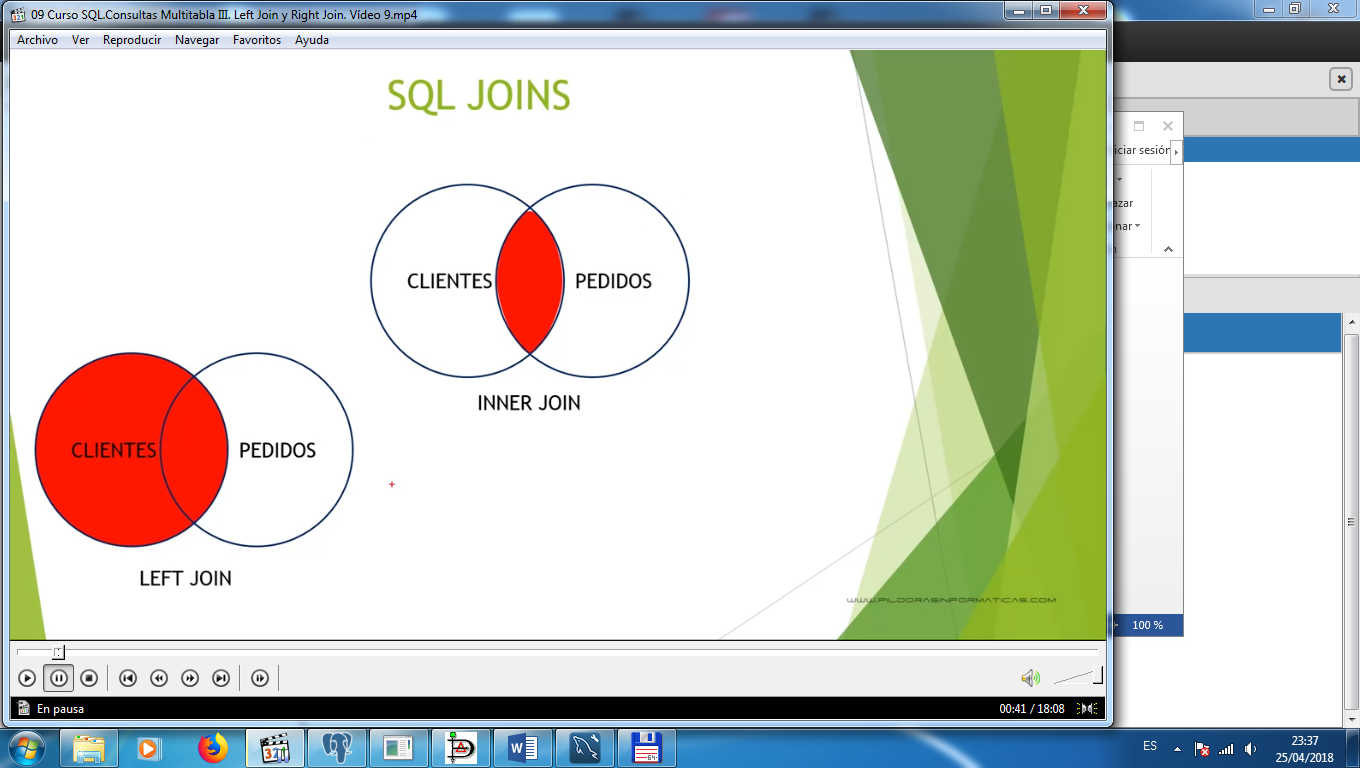 09 Curso SQL.Consultas Multitabla III. Left Join y Right Join. Vídeo 9.mp4
Archivo Ver Reproducir Navegar Favoritos Ayuda
SQL JOINS
CLIENTES PEDIDOS
INNER JOIN
CLIENTES PEDIDOS
LEFT JOIN
WWW.PILDORASINFORMATICAS.COM
iciar sesión
azar
nar
100 %
En pausa
00:41 / 18:08
ES
23:37
25/04/2018